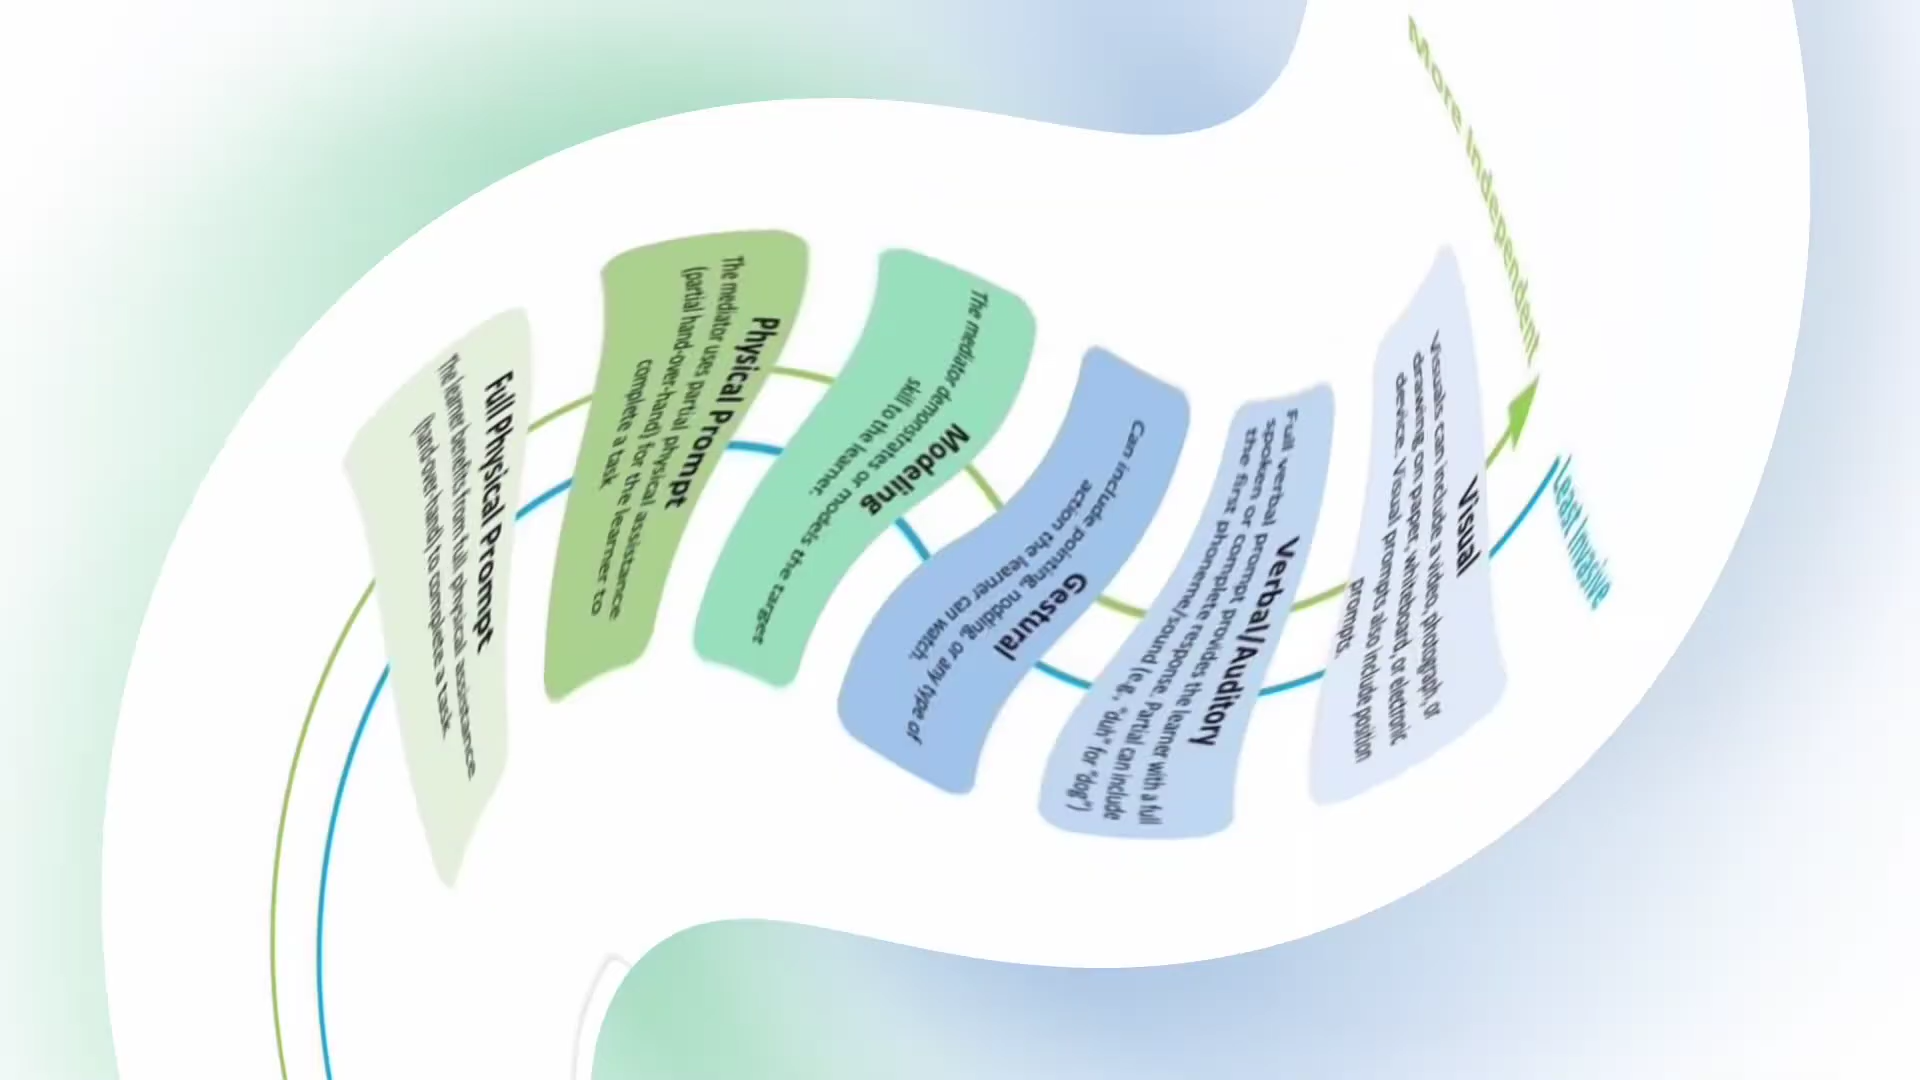 More Independent
Least Invasive
Visual
Visuals can include a video, photograph, or
drawing on paper, whiteboard, or electronic
device. Visual prompts also include position
prompts.
Verbal/Auditory
Full verbal prompt provides the learner with a full
spoken or complete response. Partial can include
the first phoneme/sound (e.g., "duh" for "dog")
Gestural
Can include pointing, nodding, or any type of
action the learner can watch.
Modeling
The mediator demonstrates or models the target
skill to the learner.
Physical Prompt
The mediator uses partial physical assistance
(partial hand-over-hand) for the learner to
complete a task
Full Physical Prompt
The learner benefits from full, physical assistance
(hand over hand) to complete a task.